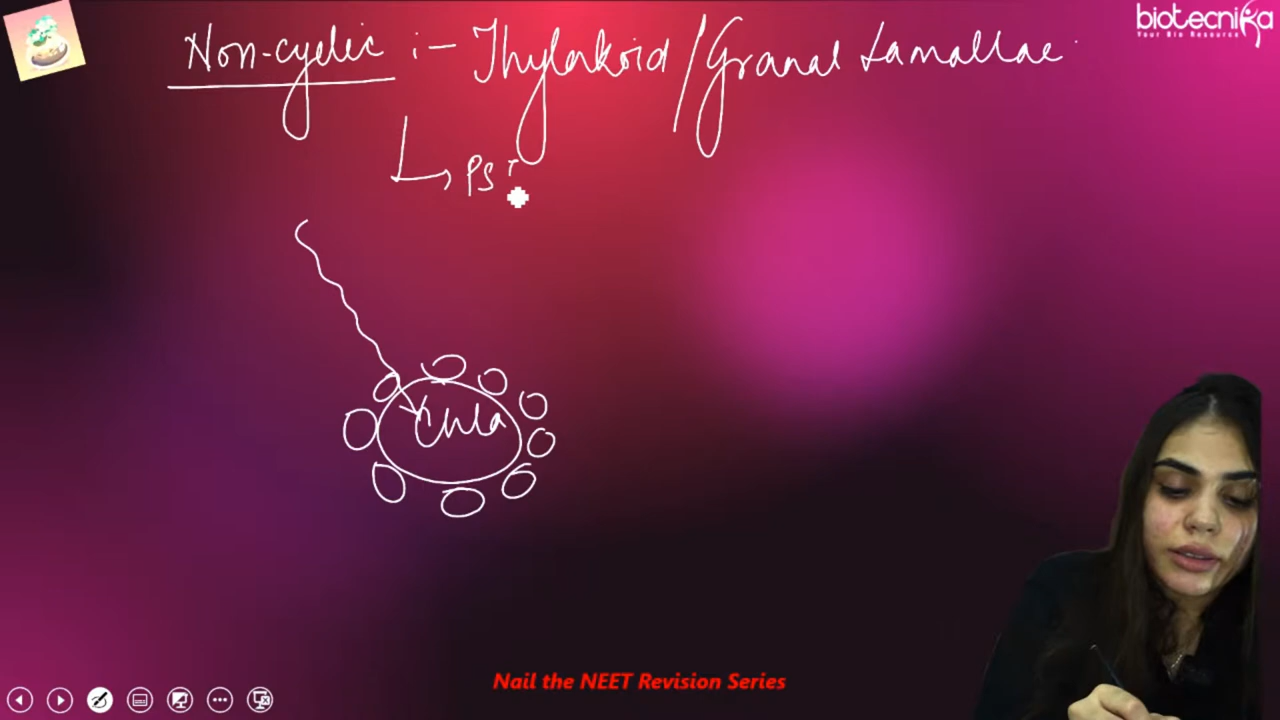 biotecnika
Your Bio Resource
Non-cyclic :- Thylakoid/Granal Lamallae
↳ PS I
Chla
Nail the NEET Revision Series